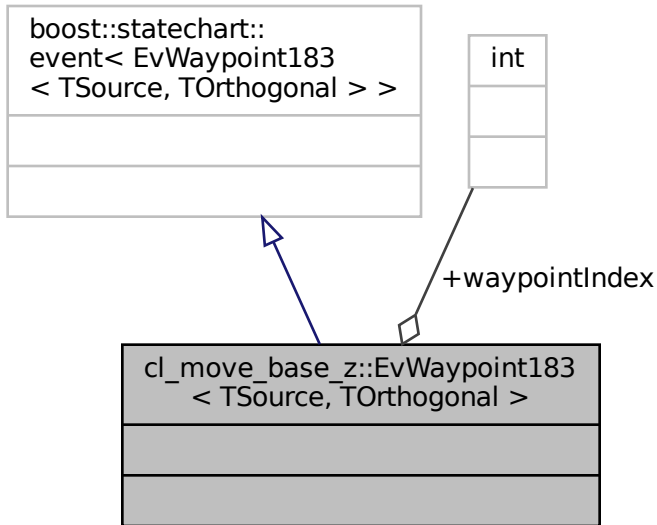 boost::statechart::
event< EvWaypoint183
< TSource, TOrthogonal > >
int
+waypointIndex
cl_move_base_z::EvWaypoint183
< TSource, TOrthogonal >